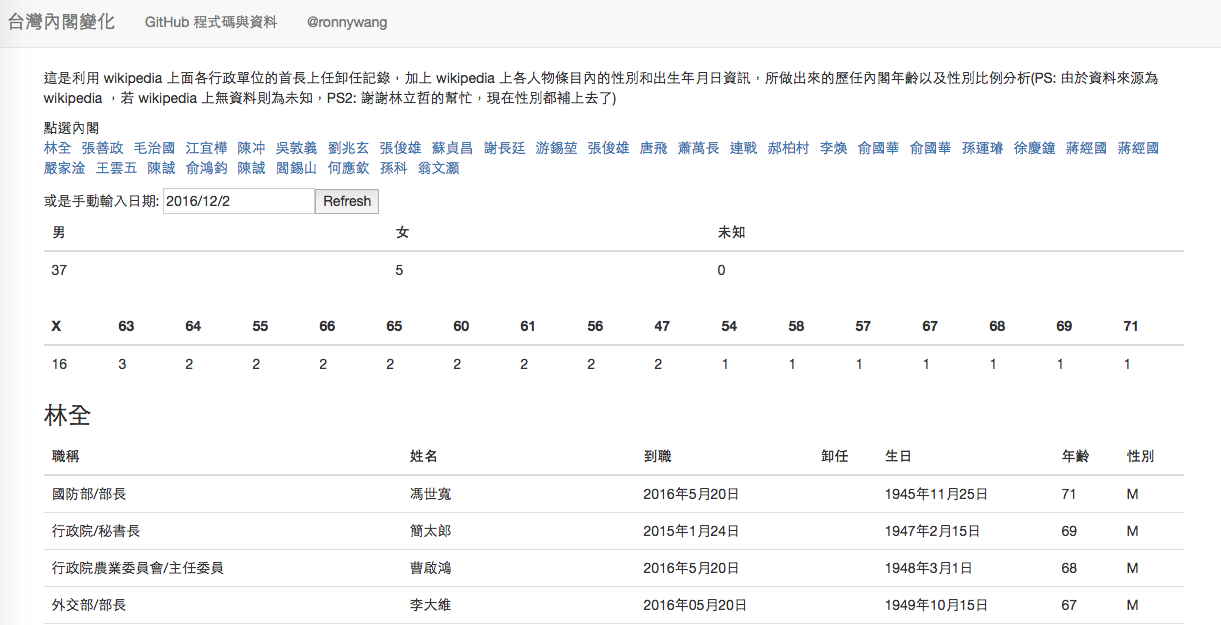 台灣內閣變化 GitHub 程式碼與資料 @ronnywang
這是利用 wikipedia 上面各行政單位的首長上任卸任記錄，加上 wikipedia 上各人物條目內的性別和出生年月日資訊，所做出來的歷任內閣年齡以及性別比例分析(PS: 由於資料來源為
wikipedia ，若 wikipedia 上無資料則為未知，PS2: 謝謝林立哲的幫忙，現在性別都補上去了)
點選內閣
林全 張善政 毛治國 江宜樺 陳冲 吳敦義 劉兆玄 張俊雄 蘇貞昌 謝長廷 游錫堃 張俊雄 唐飛 蕭萬長 連戰 郝柏村 李煥 俞國華 俞國華 孫運璿 徐慶鐘 蔣經國 蔣經國
嚴家淦 王雲五 陳誠 俞鴻鈞 陳誠 閻錫山 何應欽 孫科 翁文灝
或是手動輸入日期: 2016/12/2 Refresh
男 女 未知
37 5 0
X 63 64 55 66 65 60 61 56 47 54 58 57 67 68 69 71
16 3 2 2 2 2 2 2 2 2 1 1 1 1 1 1 1
林全
職稱 姓名 到職 卸任 生日 年齡 性別
國防部/部長 馮世寬 2016年5月20日 1945年11月25日 71 M
行政院/秘書長 簡太郎 2015年1月24日 1947年2月15日 69 M
行政院農業委員會/主任委員 曹啟鴻 2016年5月20日 1948年3月1日 68 M
外交部/部長 李大維 2016年05月20日 1949年10月15日 67 M